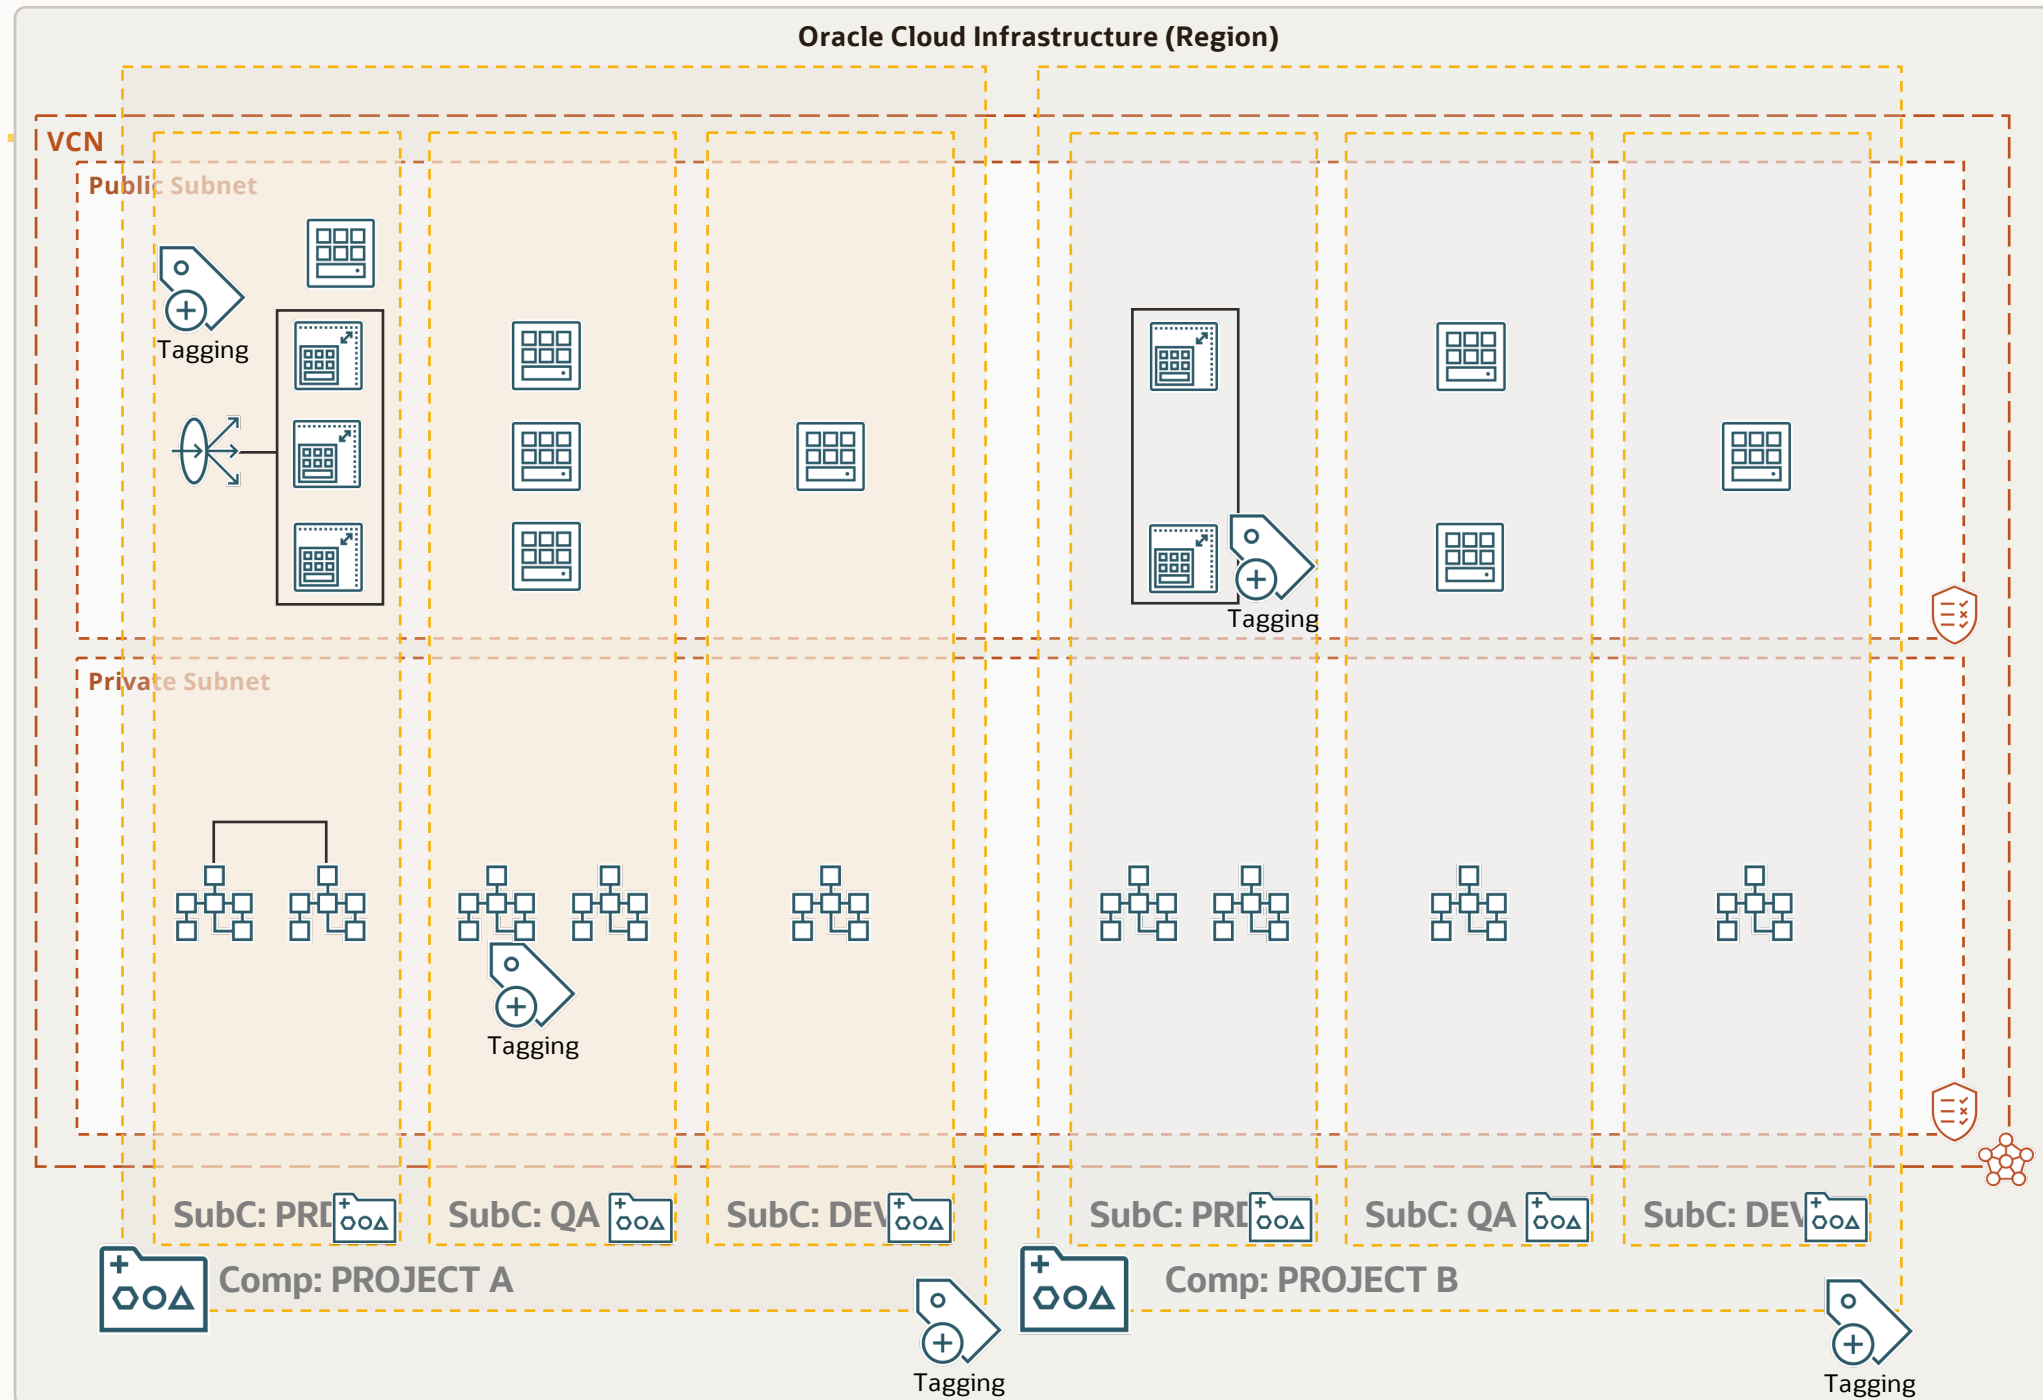 Oracle Cloud Infrastructure (Region)
VCN
Public Subnet
Tagging
Tagging
Private Subnet
Tagging
SubC: PRD
SubC: QA
SubC: DEV
SubC: PRD
SubC: QA
SubC: DEV
Comp: PROJECT A
Comp: PROJECT B
Tagging
Tagging